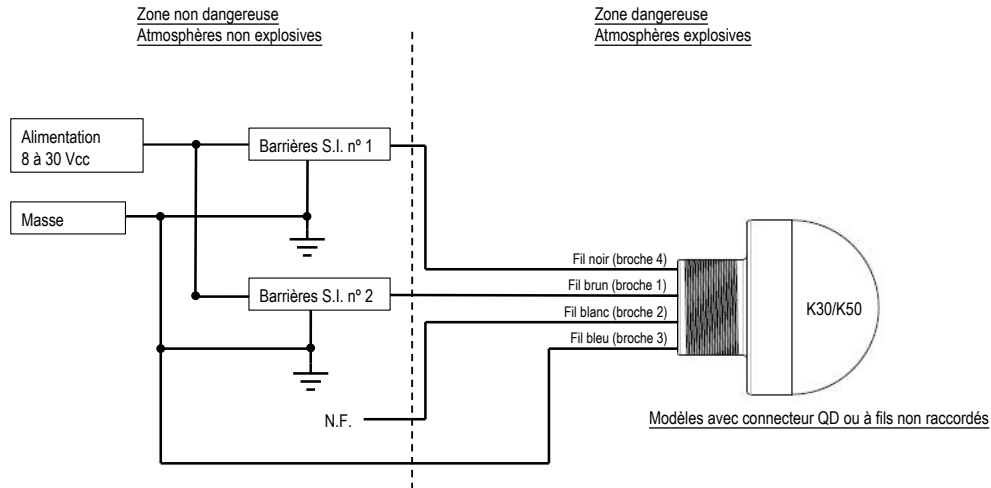 Zone non dangereuse
Atmosphères non explosives
Zone dangereuse
Atmosphères explosives
Alimentation
8 à 30 Vcc
Barrières S.I. nº 1
Masse
Fil noir (broche 4)
Fil brun (broche 1)
Barrières S.I. nº 2
Fil blanc (broche 2)
Fil bleu (broche 3)
K30/K50
N.F.
Modèles avec connecteur QD ou à fils non raccordés